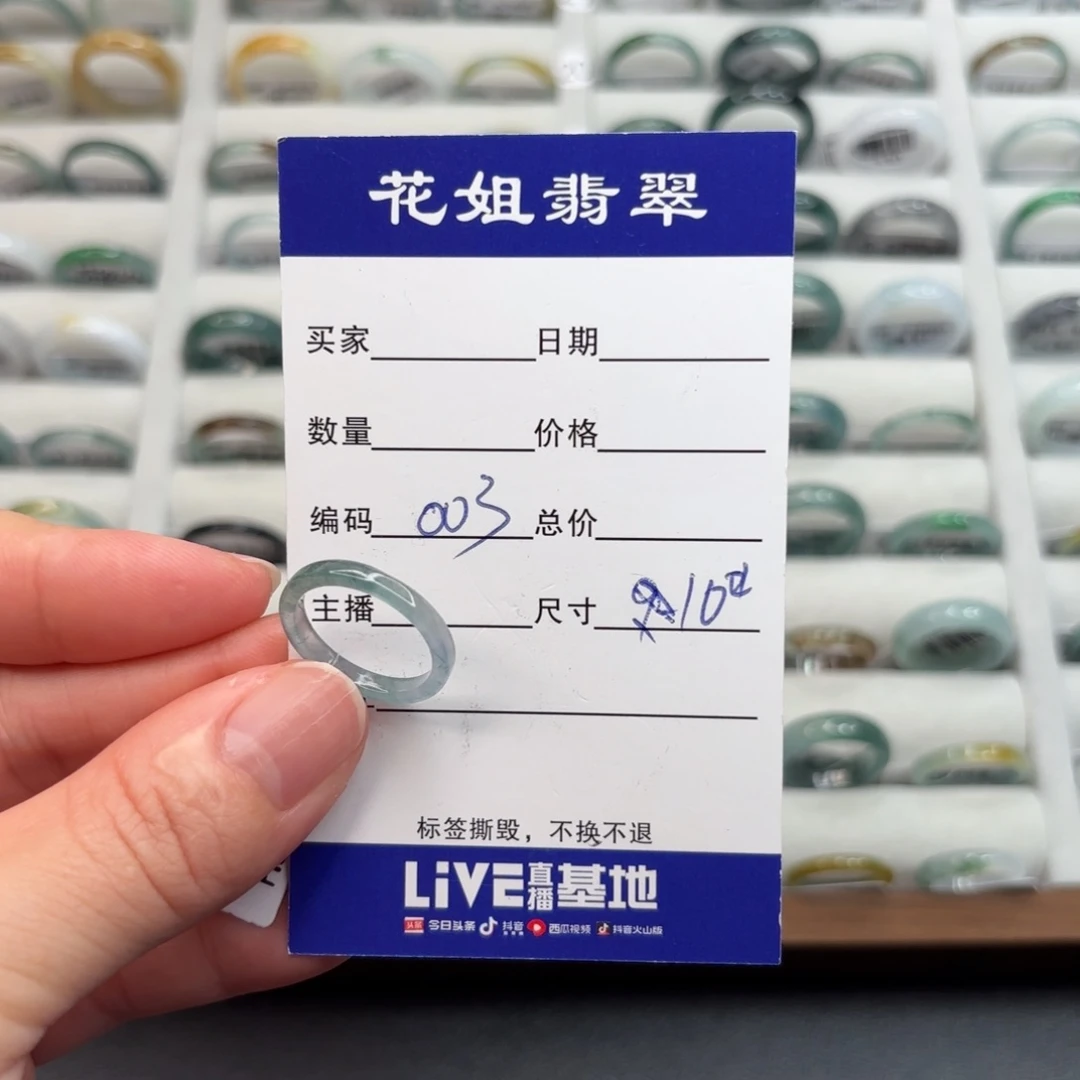 花姐翡翠
买家 日期
数量 价格
编码 003 总价
主播 尺寸 10
标签撕毁，不换不退
LiVE直播基地
头条 今日头条 抖音 西瓜视频 抖音火山版